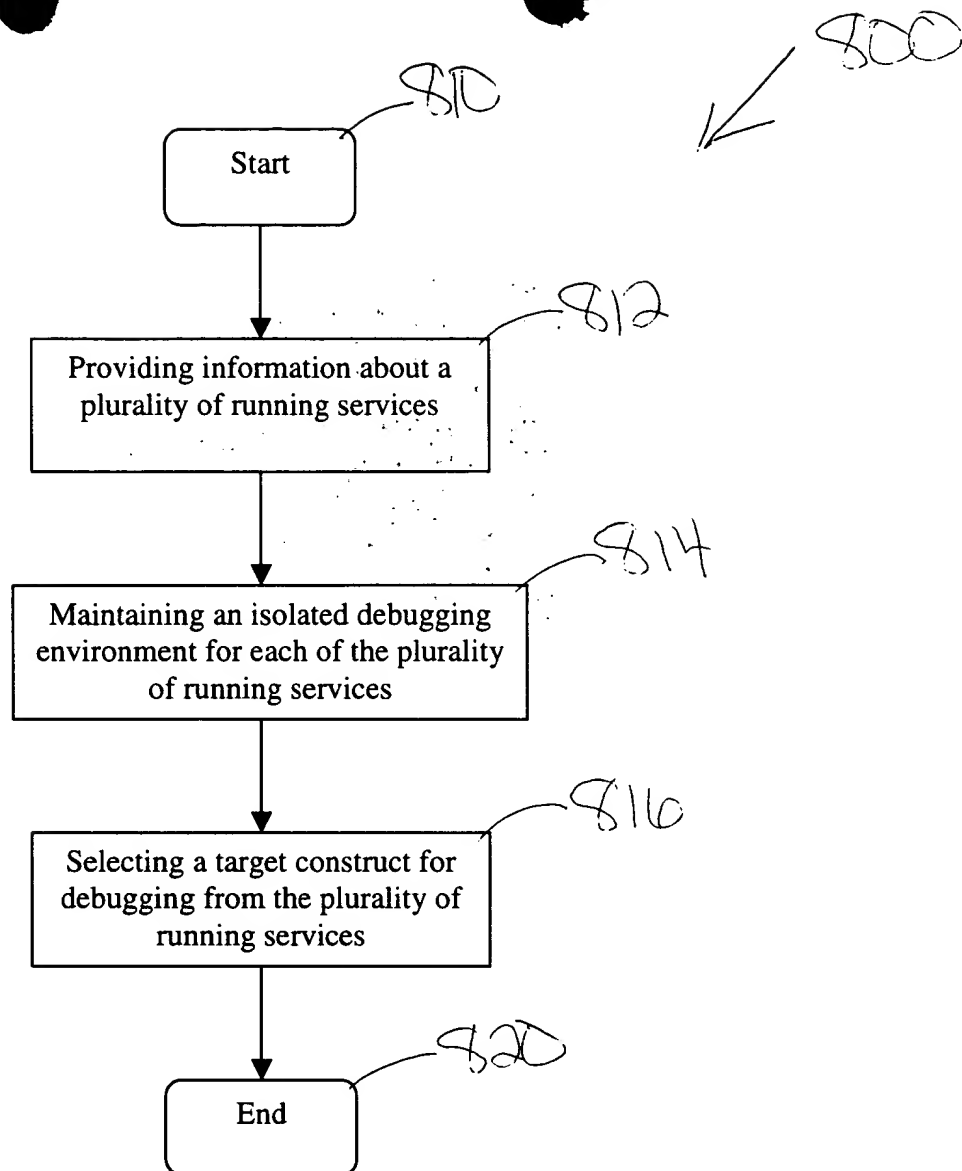 800
810
Start
812
Providing information about a
plurality of running services
814
Maintaining an isolated debugging
environment for each of the plurality
of running services
816
Selecting a target construct for
debugging from the plurality of
running services
820
End